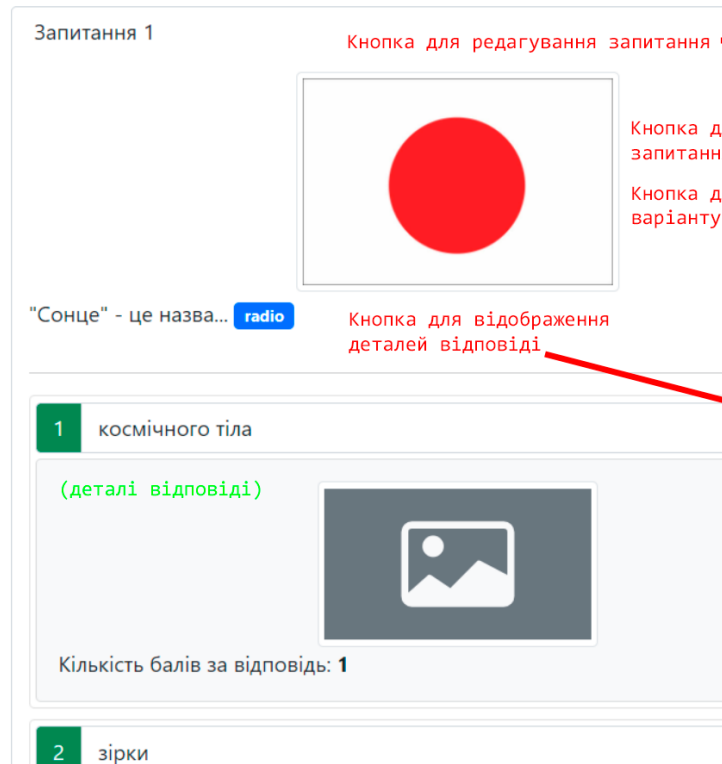 Запитання 1
Кнопка для редагування запитання
Кнопка
запитанн
Кнопка
варіанту
"Сонце" - це назва... radio
Кнопка для відображення
деталей відповіді
1 космічного тіла
(деталі відповіді)
Кількість балів за відповідь: 1
2 зірки